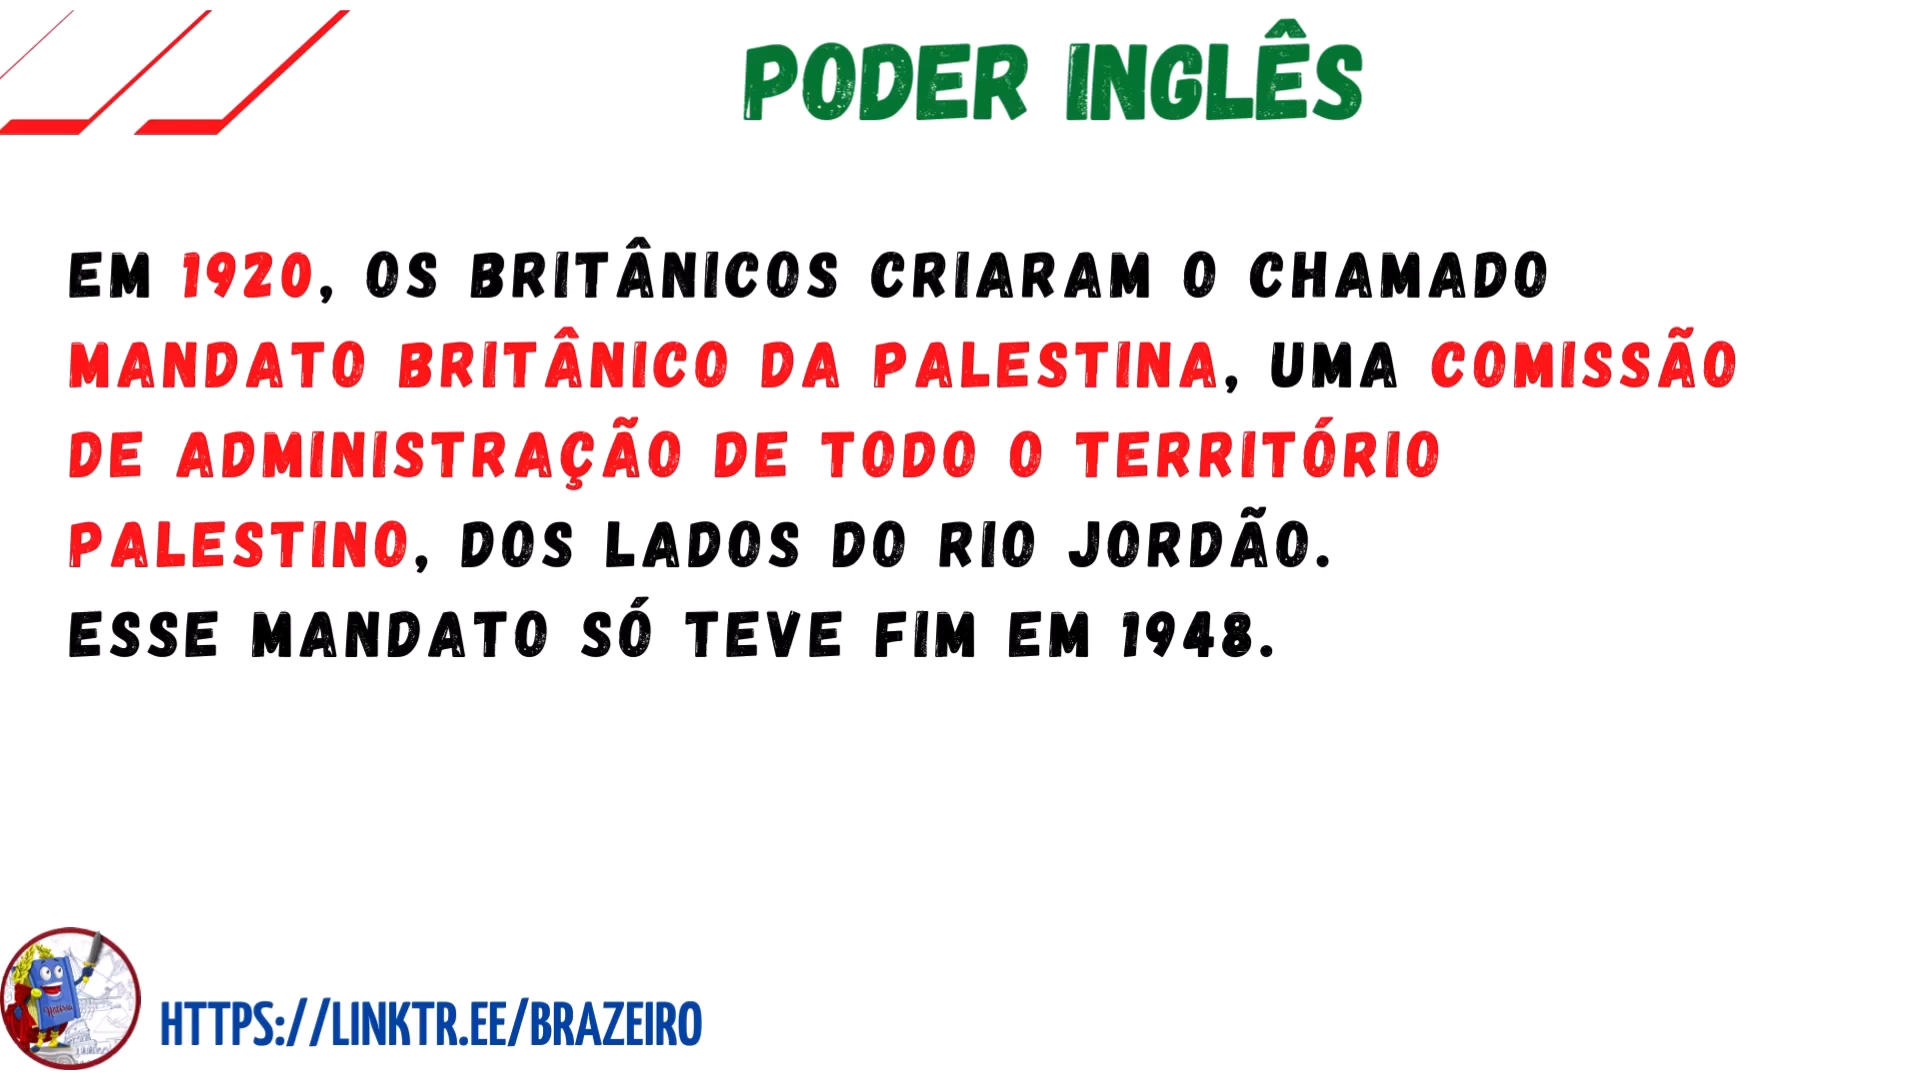 PODER INGLÊS
EM 1920, OS BRITÂNICOS CRIARAM O CHAMADO
MANDATO BRITÂNICO DA PALESTINA, UMA COMISSÃO
DE ADMINISTRAÇÃO DE TODO O TERRITÓRIO
PALESTINO, DOS LADOS DO RIO JORDÃO.
ESSE MANDATO SÓ TEVE FIM EM 1948.
HTTPS://LINKTR.EE/BRAZEIRO